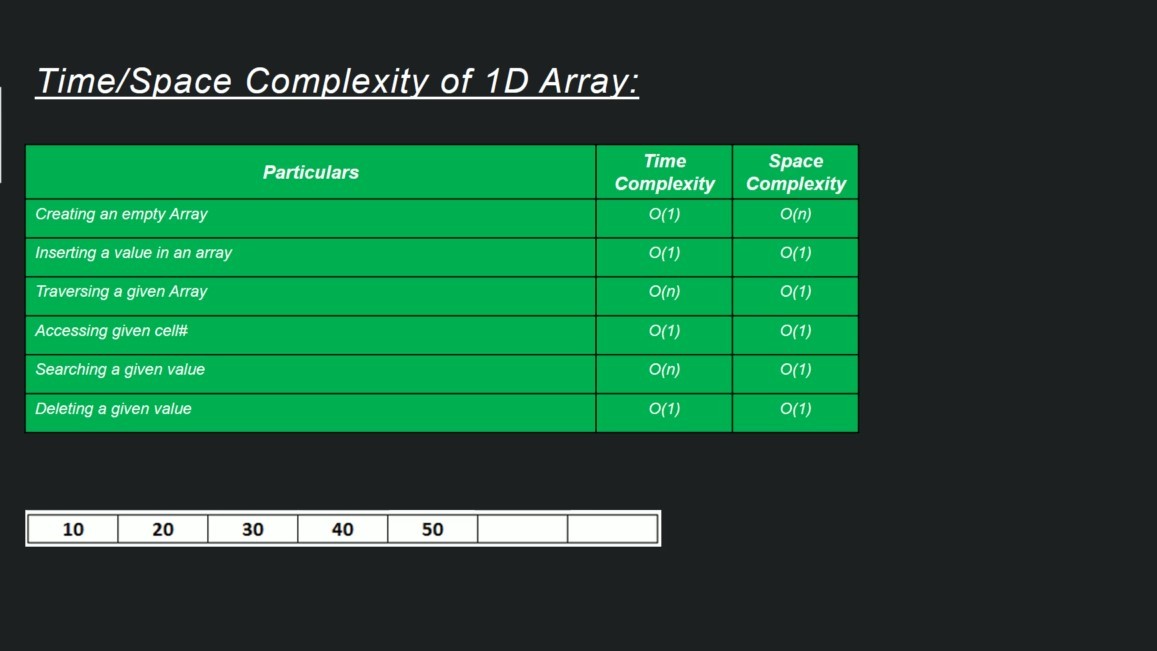 Time/Space Complexity of 1D Array:
Particulars Time Complexity Space Complexity
Creating an empty Array O(1) O(n)
Inserting a value in an array O(1) O(1)
Traversing a given Array O(n) O(1)
Accessing given cell# O(1) O(1)
Searching a given value O(n) O(1)
Deleting a given value O(1) O(1)
10 20 30 40 50